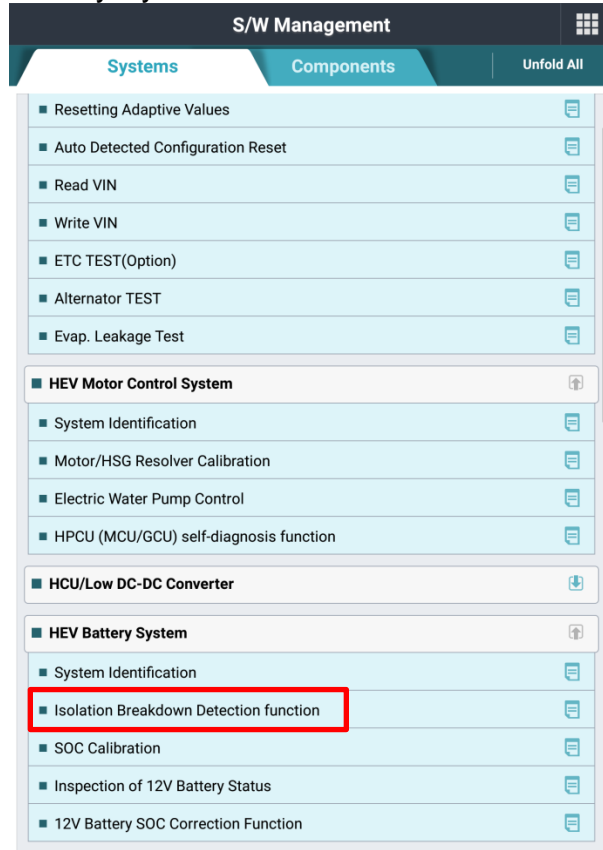 S/W Management
Systems
Components
Unfold All
Resetting Adaptive Values
Auto Detected Configuration Reset
Read VIN
Write VIN
ETC TEST(Option)
Alternator TEST
Evap. Leakage Test
HEV Motor Control System
System Identification
Motor/HSG Resolver Calibration
Electric Water Pump Control
HPCU (MCU/GCU) self-diagnosis function
HCU/Low DC-DC Converter
HEV Battery System
System Identification
Isolation Breakdown Detection function
SOC Calibration
Inspection of 12V Battery Status
12V Battery SOC Correction Function